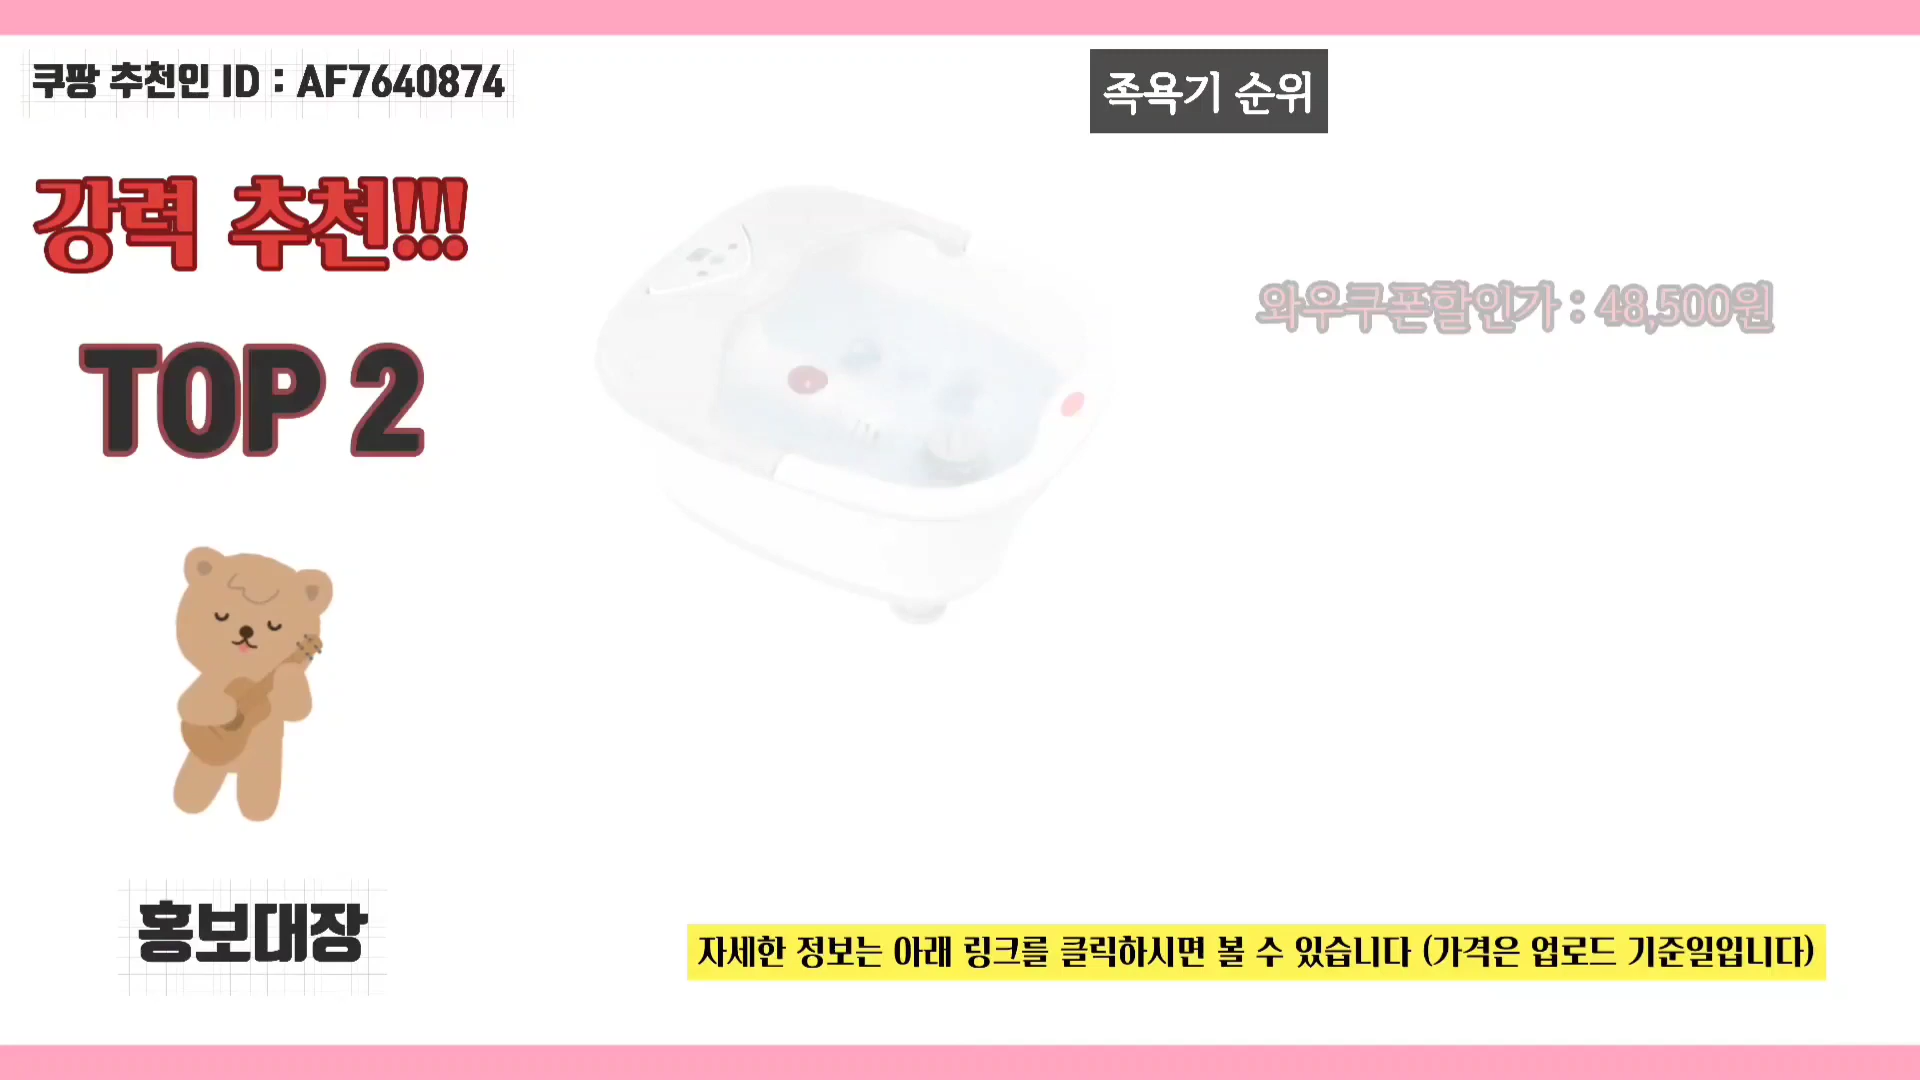 쿠팡 추천인 ID : AF7640874
족욕기 순위
강력 추천!!!
와우쿠폰할인가 : 48,500원
TOP 2
홍보대장
자세한 정보는 아래 링크를 클릭하시면 볼 수 있습니다 (가격은 업로드 기준일입니다)